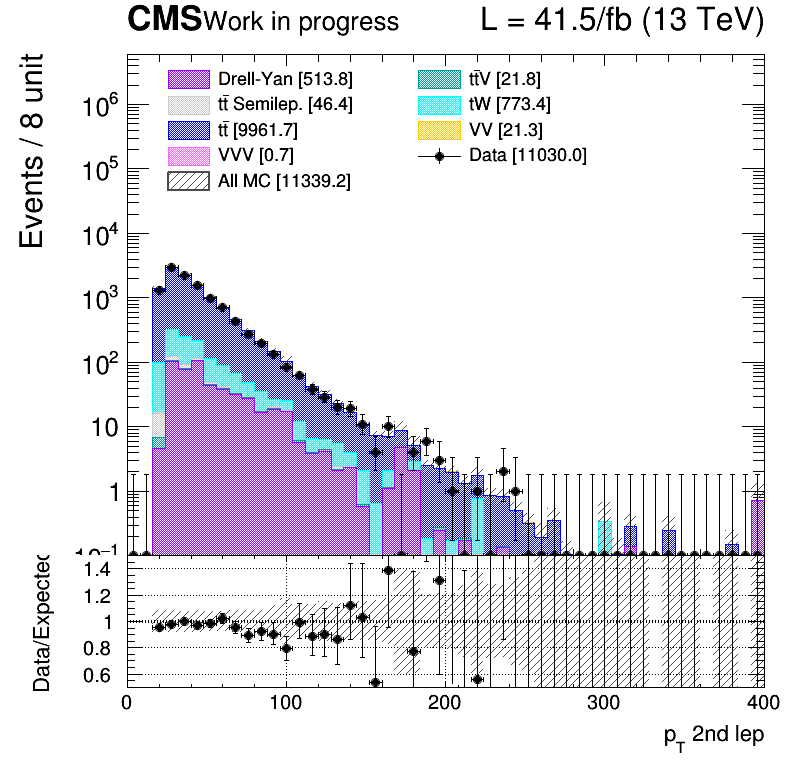 CMS Work in progress L = 41.5/fb (13 TeV)
Events / 8 unit
Drell-Yan [513.8]
tt̄ Semilep. [46.4]
tt̄ [9961.7]
VVV [0.7]
All MC [11339.2]
tt̄V [21.8]
tW [773.4]
VV [21.3]
Data [11030.0]
10⁶
10⁵
10⁴
10³
10²
10
1
10⁻¹
Data/Expected
1.4
1.2
1
0.8
0.6
0 100 200 300 400
p_T 2nd lep